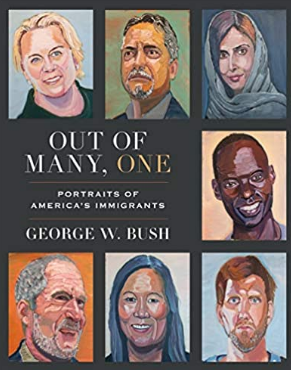 OUT OF
MANY, ONE
PORTRAITS OF
AMERICA'S IMMIGRANTS
GEORGE W. BUSH